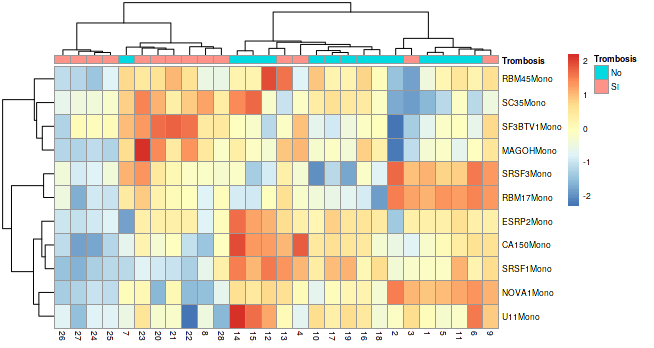 Trombosis
RBM45Mono
SC35Mono
SF3BTV1Mono
MAGOHMono
SRSF3Mono
RBM17Mono
ESRP2Mono
CA150Mono
SRSF1Mono
NOVA1Mono
U11Mono
26 27 24 25 7 23 20 21 22 8 28 14 15 12 13 4 10 17 19 16 18 2 3 1 5 11 6 9
2
1
0
-1
-2
Trombosis
No
SI